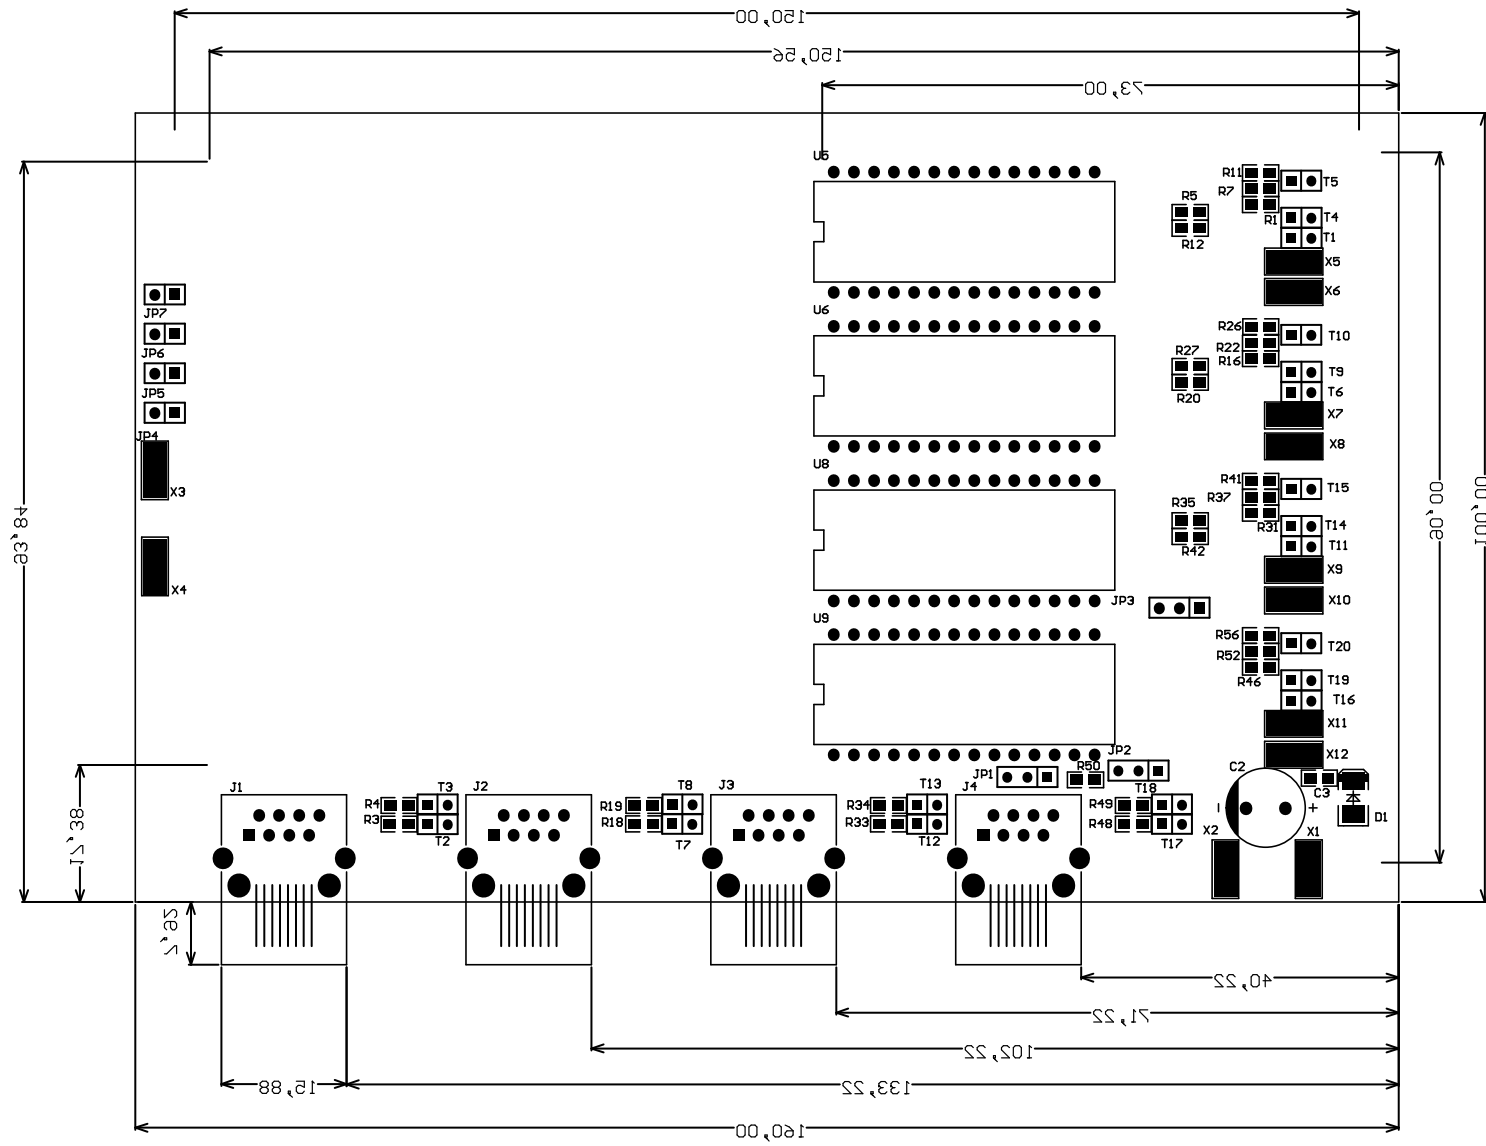 150,00
150,56
73,00
U5
R11
T5
R7
R5
R1
T4
R12
T1
X5
X6
JP7
U6
R26
T10
JP6
R27
R22
R16
T9
JP5
R20
T6
X7
JP4
X8
U8
R41
T15
X3
R35
R37
R31
T14
R42
T11
93,84
90,00
100,00
X9
X4
JP3
X10
U9
R56
T20
R52
R46
T19
T16
X11
JP2
X12
JP1
R50
C2
J1
T3
J2
T8
J3
T13
J4
T18
C3
R4
R19
R34
R49
- +
D1
R3
R18
R33
R48
X2
X1
T2
T7
T12
T17
17,38
7,92
40,22
71,22
102,22
15,88
133,22
160,00